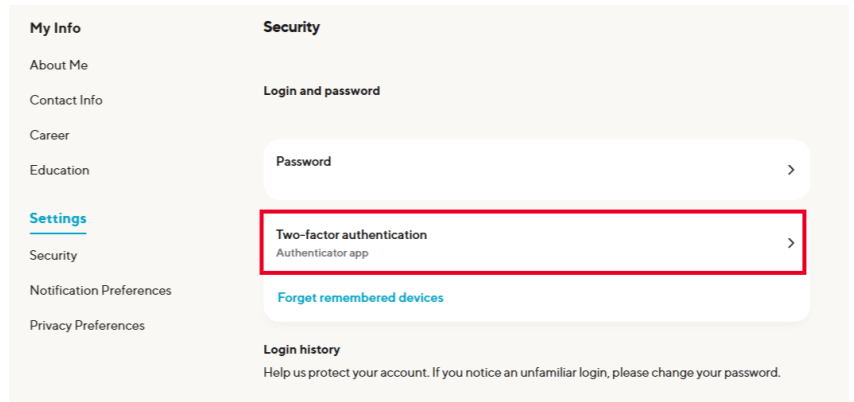 My Info
About Me
Contact Info
Career
Education
Settings
Security
Notification Preferences
Privacy Preferences
Security
Login and password
Password
Two-factor authentication
Authenticator app
Forget remembered devices
Login history
Help us protect your account. If you notice an unfamiliar login, please change your password.